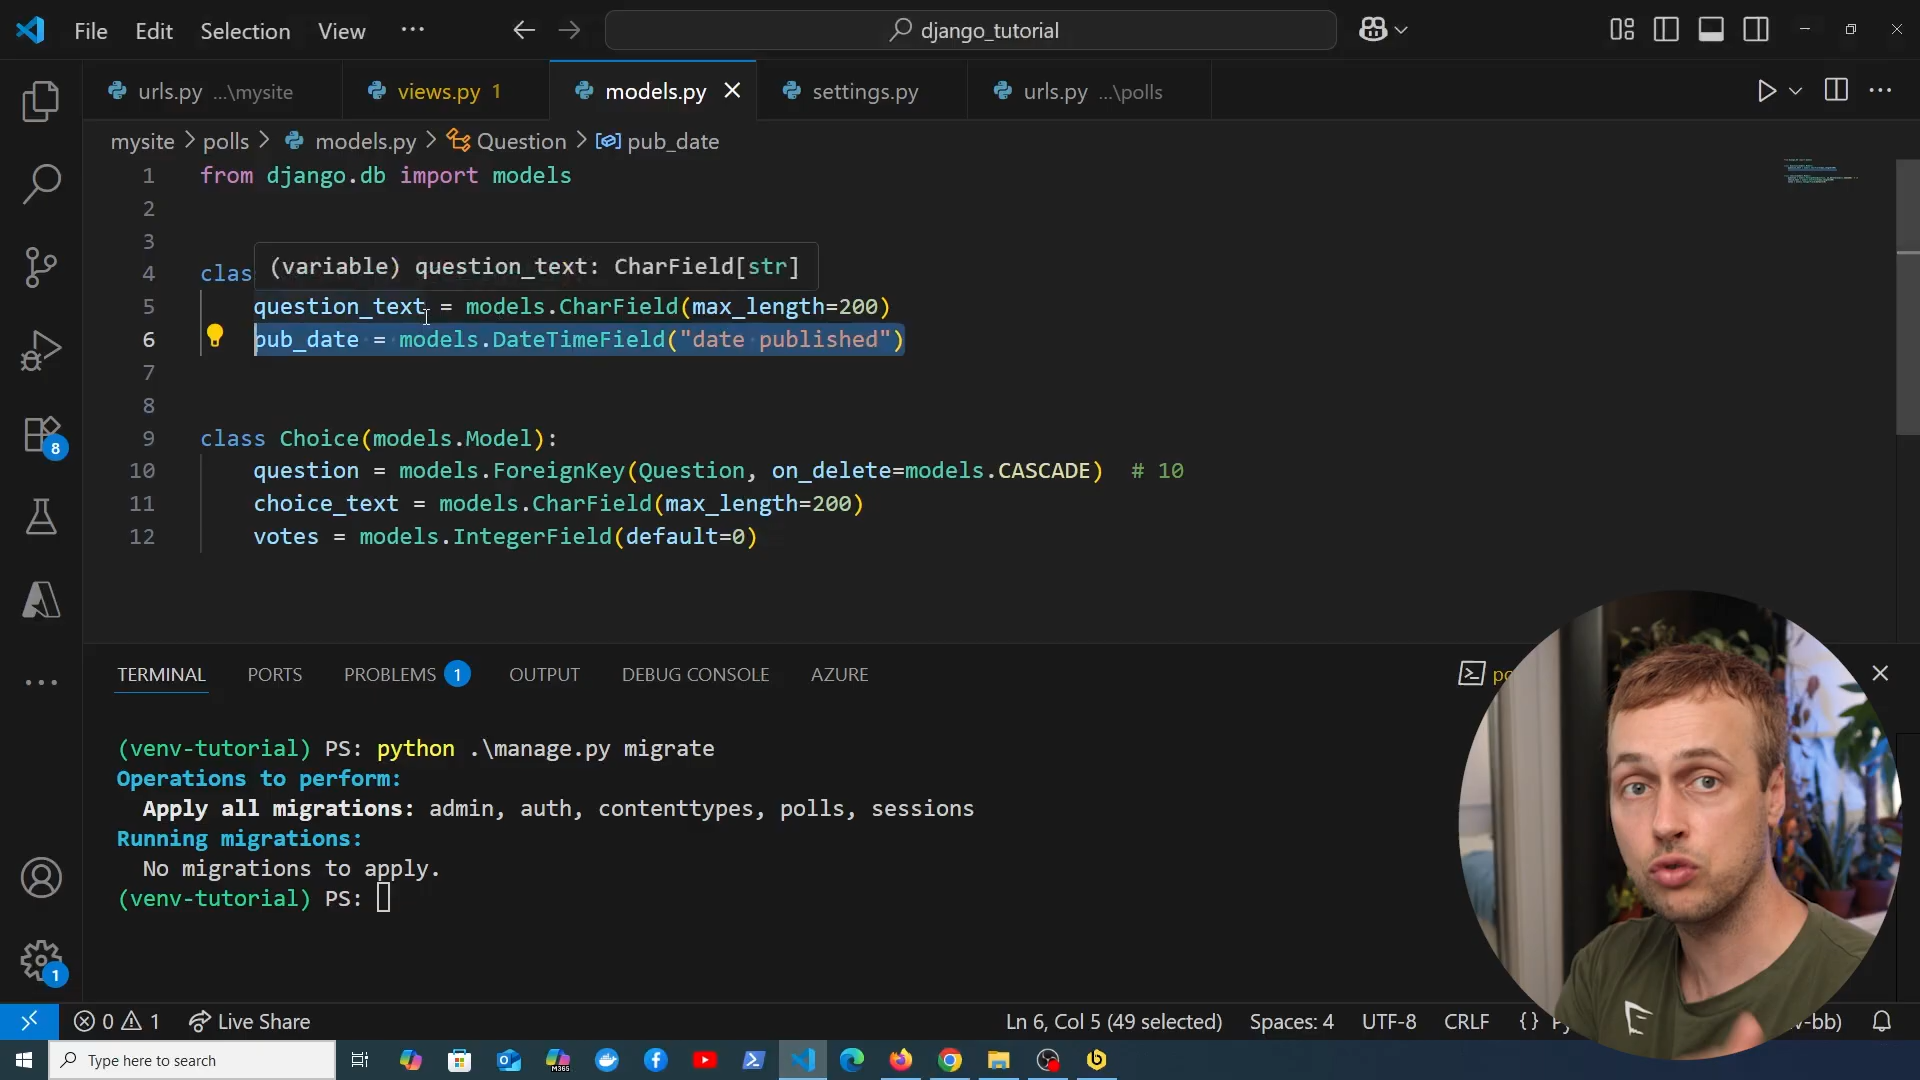 File Edit Selection View ... django_tutorial
urls.py ...\mysite views.py 1 models.py settings.py urls.py ...\polls
mysite > polls > models.py > Question > pub_date
1 from django.db import models
2
3
4 clas
(variable) question_text: CharField[str]
5 question_text = models.CharField(max_length=200)
6 pub_date = models.DateTimeField("date published")
7
8
9 class Choice(models.Model):
10 question = models.ForeignKey(Question, on_delete=models.CASCADE) # 10
11 choice_text = models.CharField(max_length=200)
12 votes = models.IntegerField(default=0)
8
TERMINAL PORTS PROBLEMS 1 OUTPUT DEBUG CONSOLE AZURE
(venv-tutorial) PS: python .\manage.py migrate
Operations to perform:
Apply all migrations: admin, auth, contenttypes, polls, sessions
Running migrations:
No migrations to apply.
(venv-tutorial) PS:
1
0 1 Live Share Ln 6, Col 5 (49 selected) Spaces: 4 UTF-8 CRLF {}
Type here to search M365